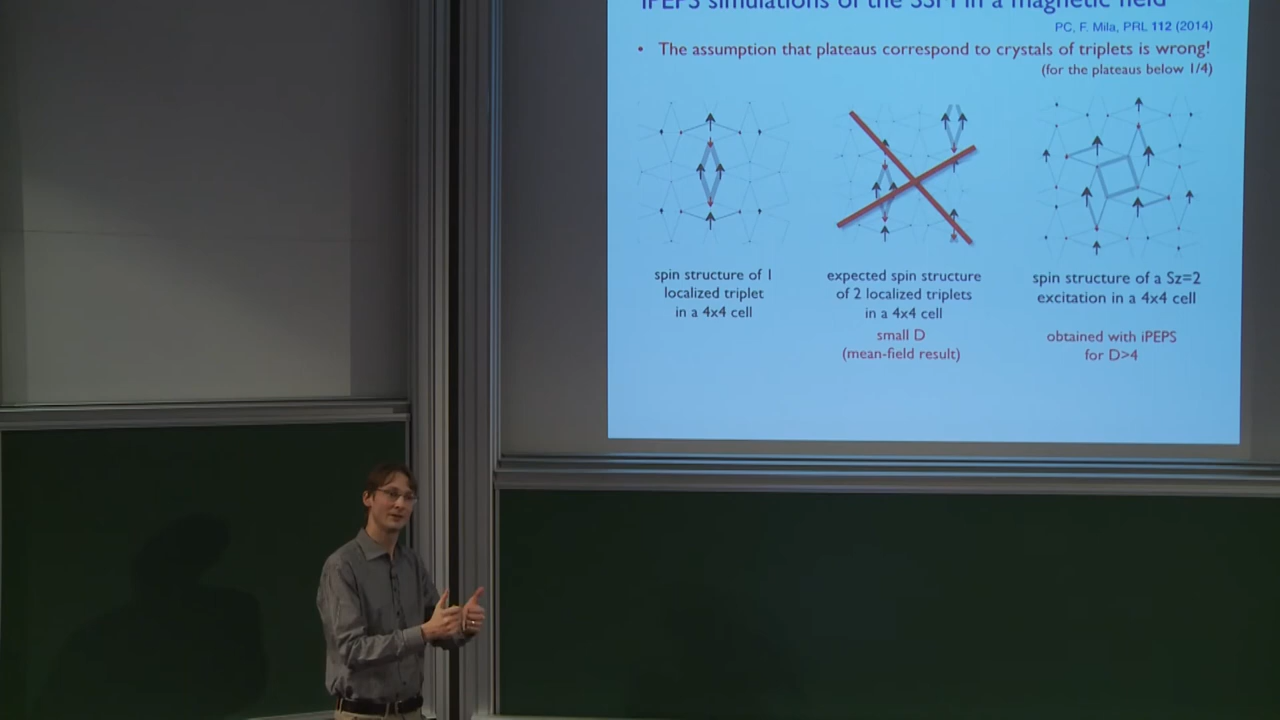 iPEPS simulations of the SSM in a magnetic field
PC, F. Mila, PRL 112 (2014)
• The assumption that plateaus correspond to crystals of triplets is wrong!
(for the plateaus below 1/4)
spin structure of 1
localized triplet
in a 4x4 cell
expected spin structure
of 2 localized triplets
in a 4x4 cell
small D
(mean-field result)
spin structure of a Sz=2
excitation in a 4x4 cell
obtained with iPEPS
for D>4